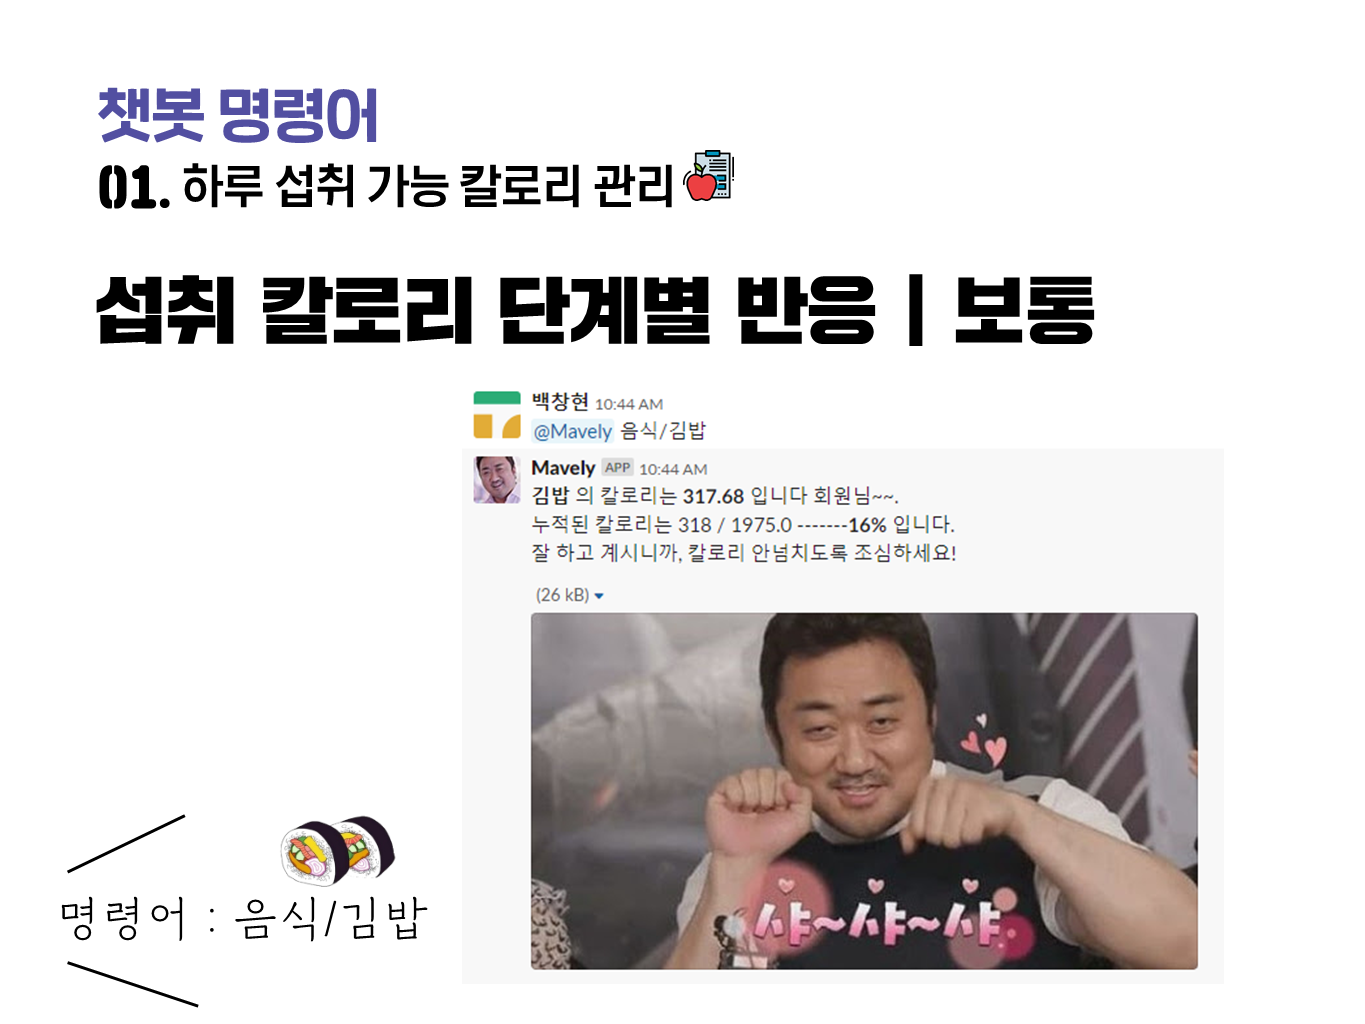 챗봇 명령어
01. 하루 섭취 가능 칼로리 관리
섭취 칼로리 단계별 반응 | 보통
백창현 10:44 AM
@Mavely 음식/김밥
Mavely APP 10:44 AM
김밥 의 칼로리는 317.68 입니다 회원님~~.
누적된 칼로리는 318 / 1975.0 -------16% 입니다.
잘 하고 계시니까, 칼로리 안넘치도록 조심하세요!
(26 kB)
샤~샤~샤
명령어 : 음식/김밥